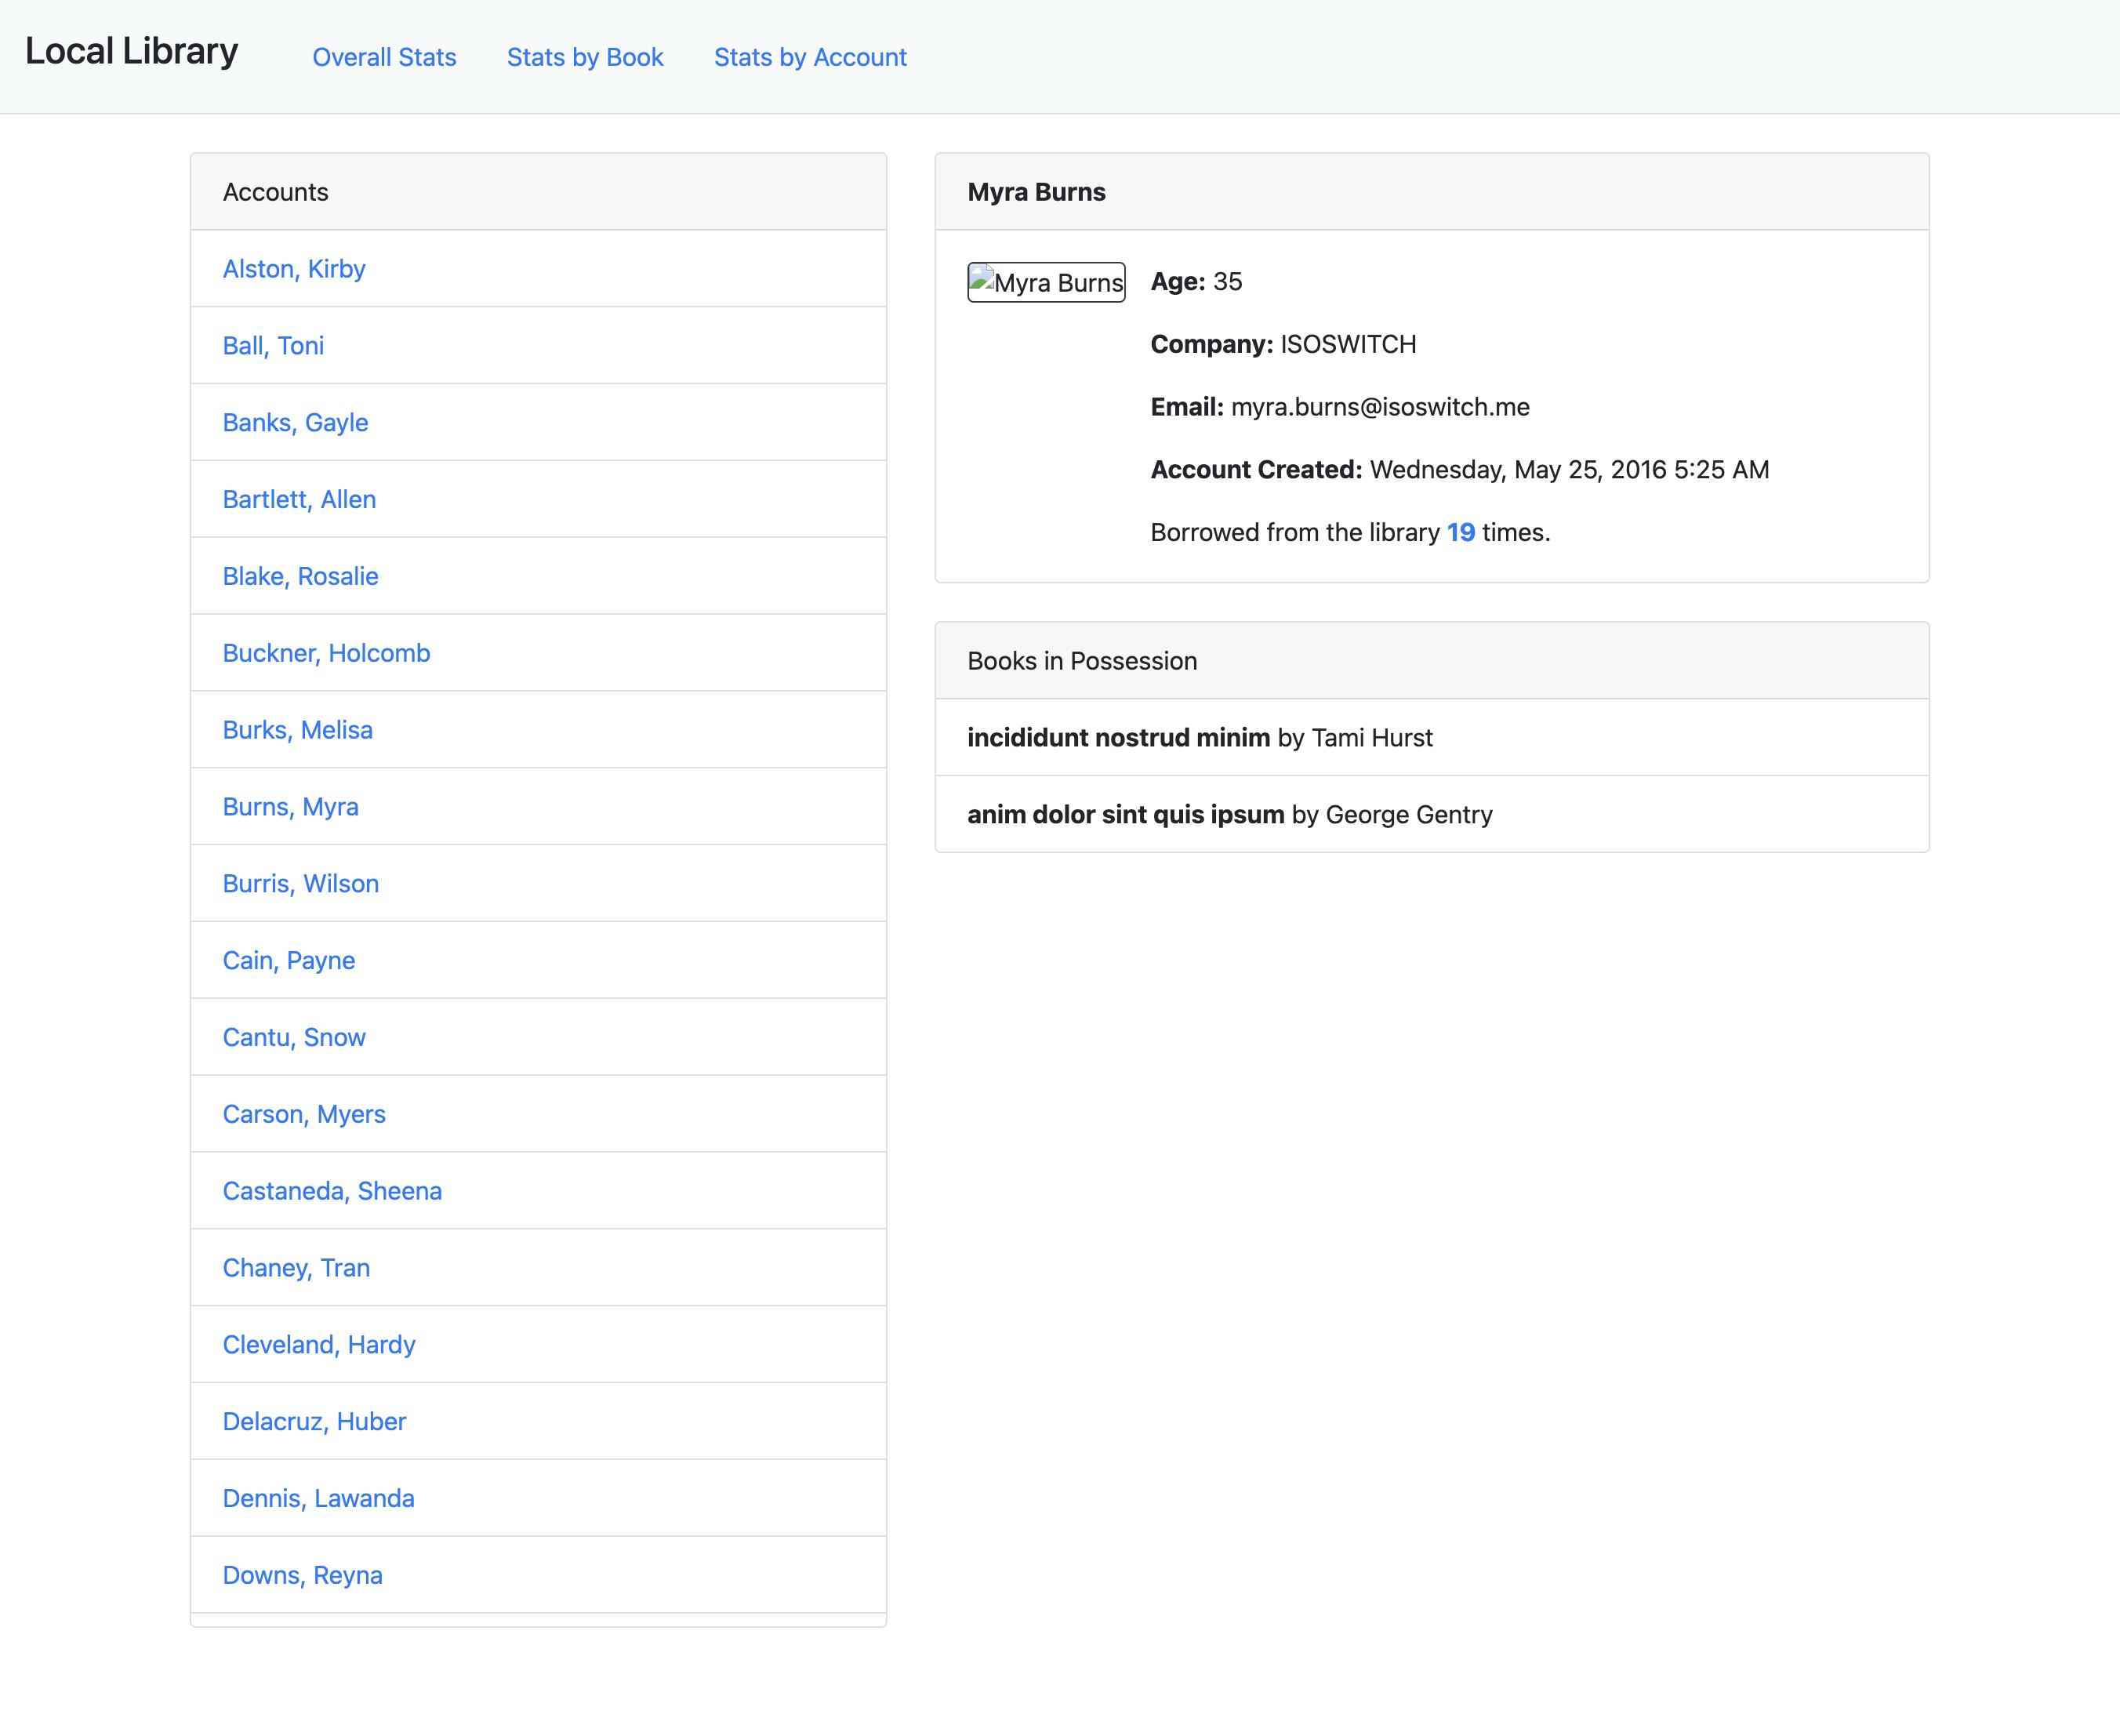 Local Library
Overall Stats
Stats by Book
Stats by Account
Accounts
Alston, Kirby
Ball, Toni
Banks, Gayle
Bartlett, Allen
Blake, Rosalie
Buckner, Holcomb
Burks, Melisa
Burns, Myra
Burris, Wilson
Cain, Payne
Cantu, Snow
Carson, Myers
Castaneda, Sheena
Chaney, Tran
Cleveland, Hardy
Delacruz, Huber
Dennis, Lawanda
Downs, Reyna
Myra Burns
Myra Burns
Age: 35
Company: ISOSWITCH
Email: myra.burns@isoswitch.me
Account Created: Wednesday, May 25, 2016 5:25 AM
Borrowed from the library 19 times.
Books in Possession
incididunt nostrud minim by Tami Hurst
anim dolor sint quis ipsum by George Gentry